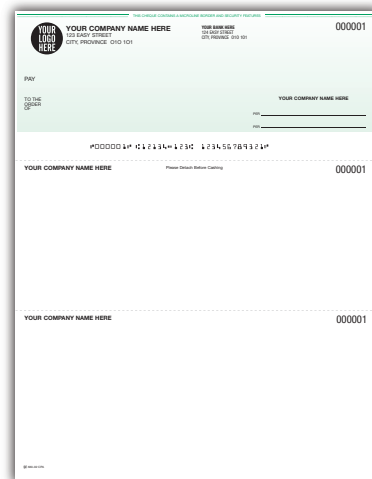 THIS CHEQUE CONTAINS A MICROLINE BORDER AND SECURITY FEATURES
YOUR LOGO HERE
YOUR COMPANY NAME HERE
123 EASY STREET
CITY, PROVINCE O1O 1O1
YOUR BANK HERE
124 EASY STREET
CITY, PROVINCE O1O 1O1
000001
PAY
TO THE
ORDER
OF
YOUR COMPANY NAME HERE
PER
PER
⑈000001⑈ ⑆12134⑉123⑆ 123456789321⑈
YOUR COMPANY NAME HERE
Please Detach Before Cashing
000001
YOUR COMPANY NAME HERE
000001